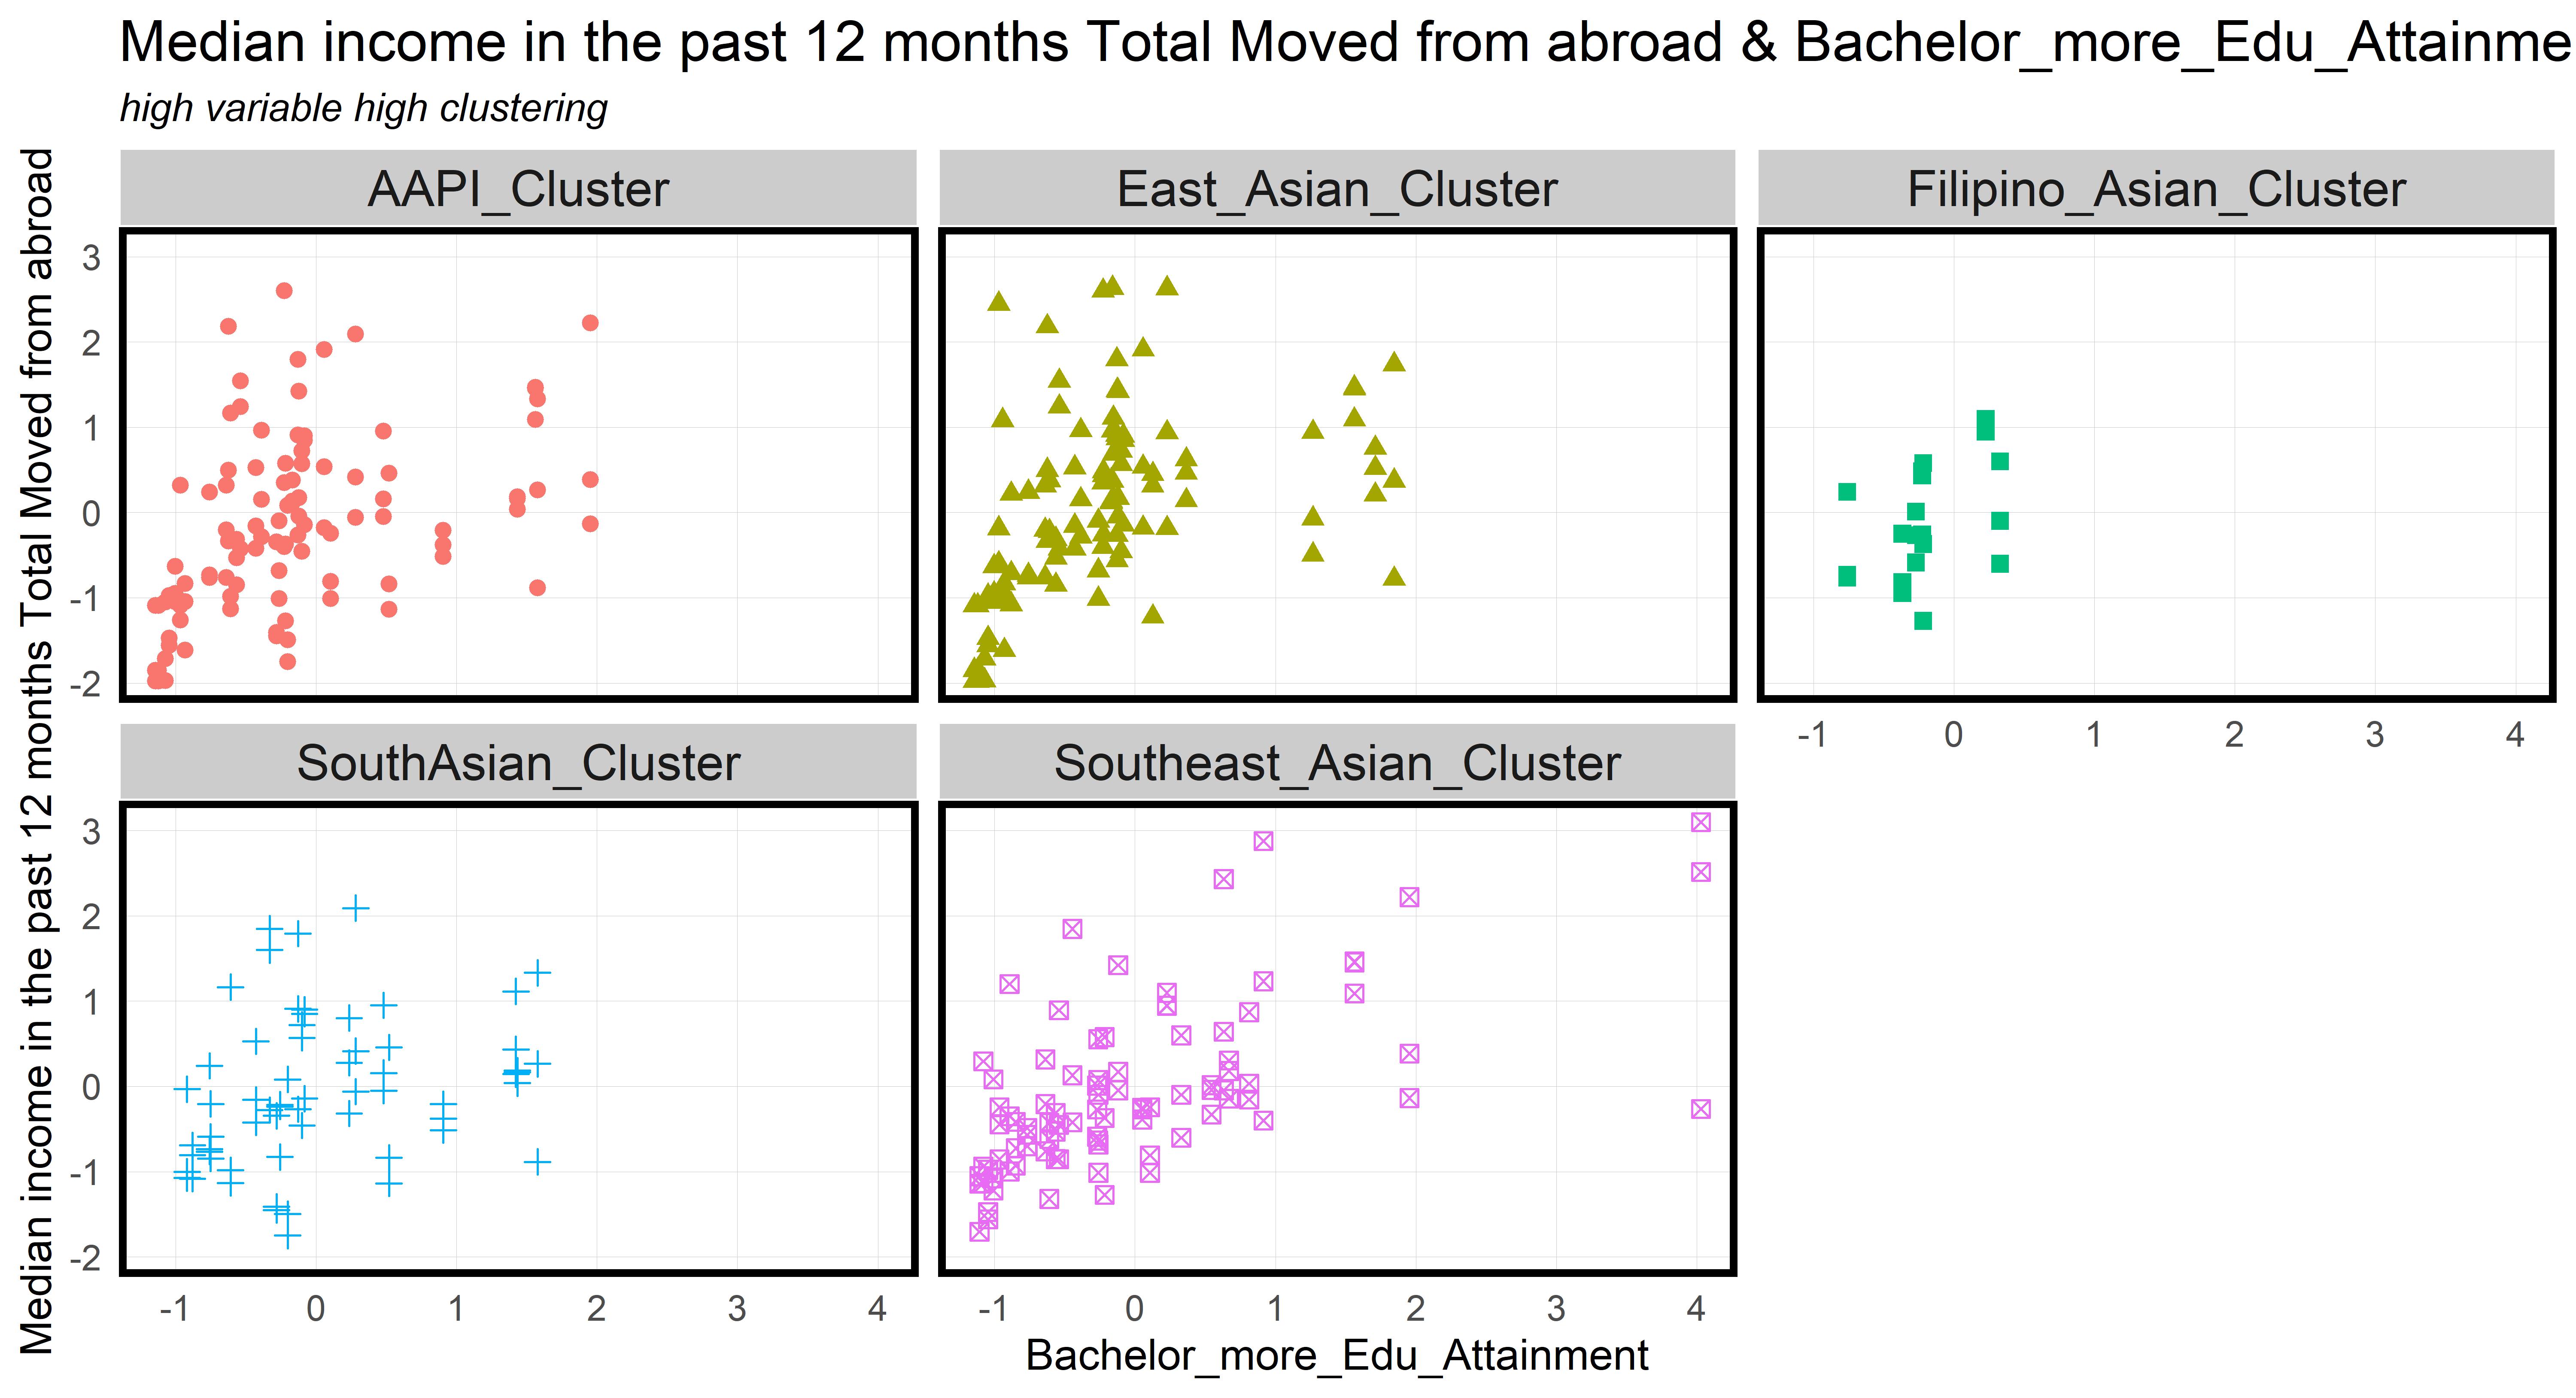 Median income in the past 12 months Total Moved from abroad & Bachelor_more_Edu_Attainme
high variable high clustering
Median income in the past 12 months Total Moved from abroad
AAPI_Cluster
East_Asian_Cluster
Filipino_Asian_Cluster
3
2
1
0
-1
-2
-1 0 1 2 3 4
SouthAsian_Cluster
Southeast_Asian_Cluster
3
2
1
0
-1
-2
-1 0 1 2 3 4
-1 0 1 2 3 4
Bachelor_more_Edu_Attainment